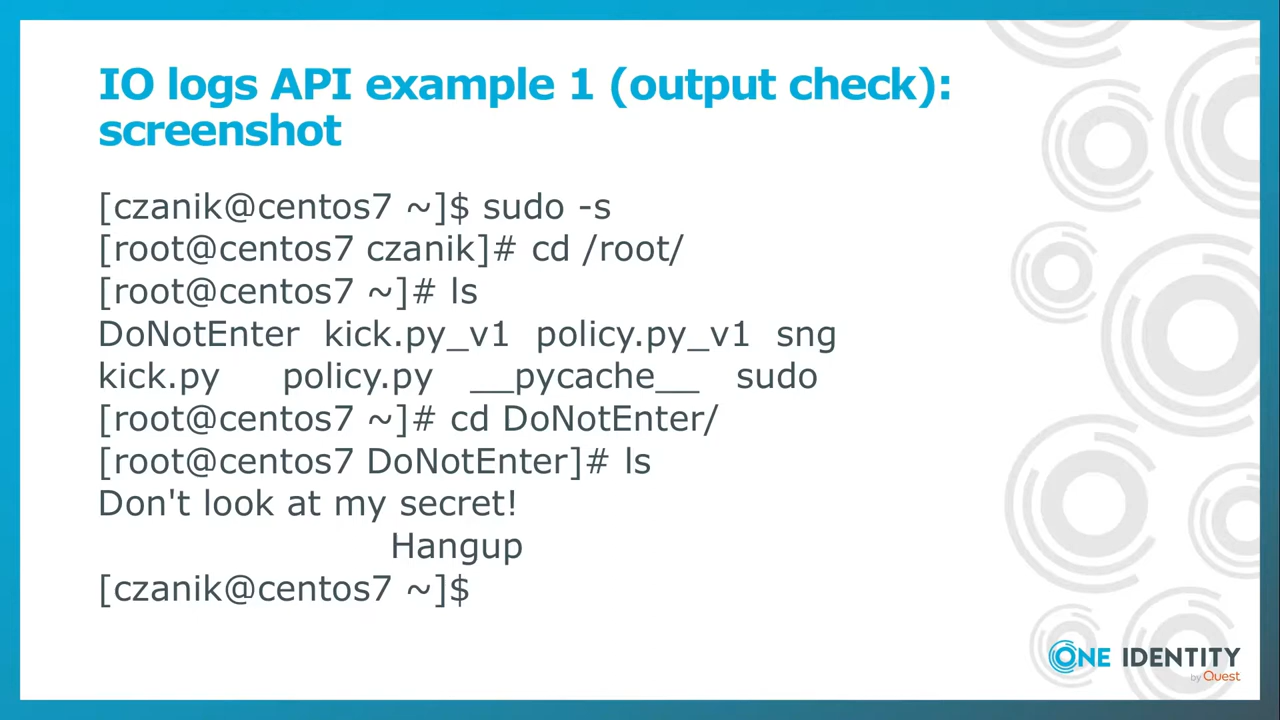 IO logs API example 1 (output check):
screenshot
[czanik@centos7 ~]$ sudo -s
[root@centos7 czanik]# cd /root/
[root@centos7 ~]# ls
DoNotEnter  kick.py_v1  policy.py_v1  sng
kick.py     policy.py   __pycache__   sudo
[root@centos7 ~]# cd DoNotEnter/
[root@centos7 DoNotEnter]# ls
Don't look at my secret!
                        Hangup
[czanik@centos7 ~]$
ONE IDENTITY
by Quest